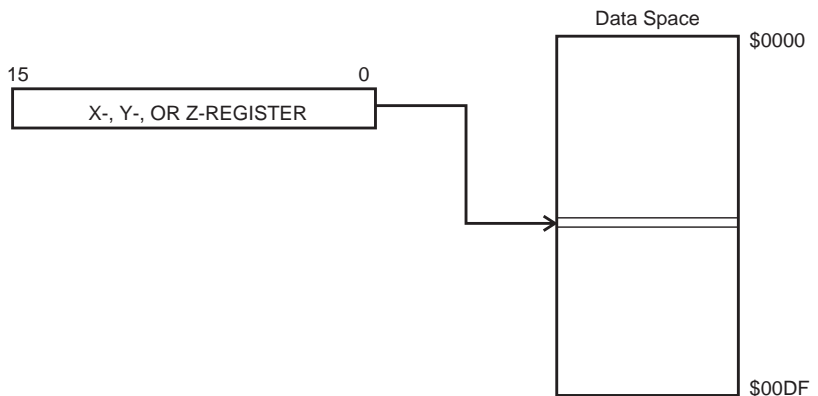 Data Space
$0000
15 0
X-, Y-, OR Z-REGISTER
$00DF